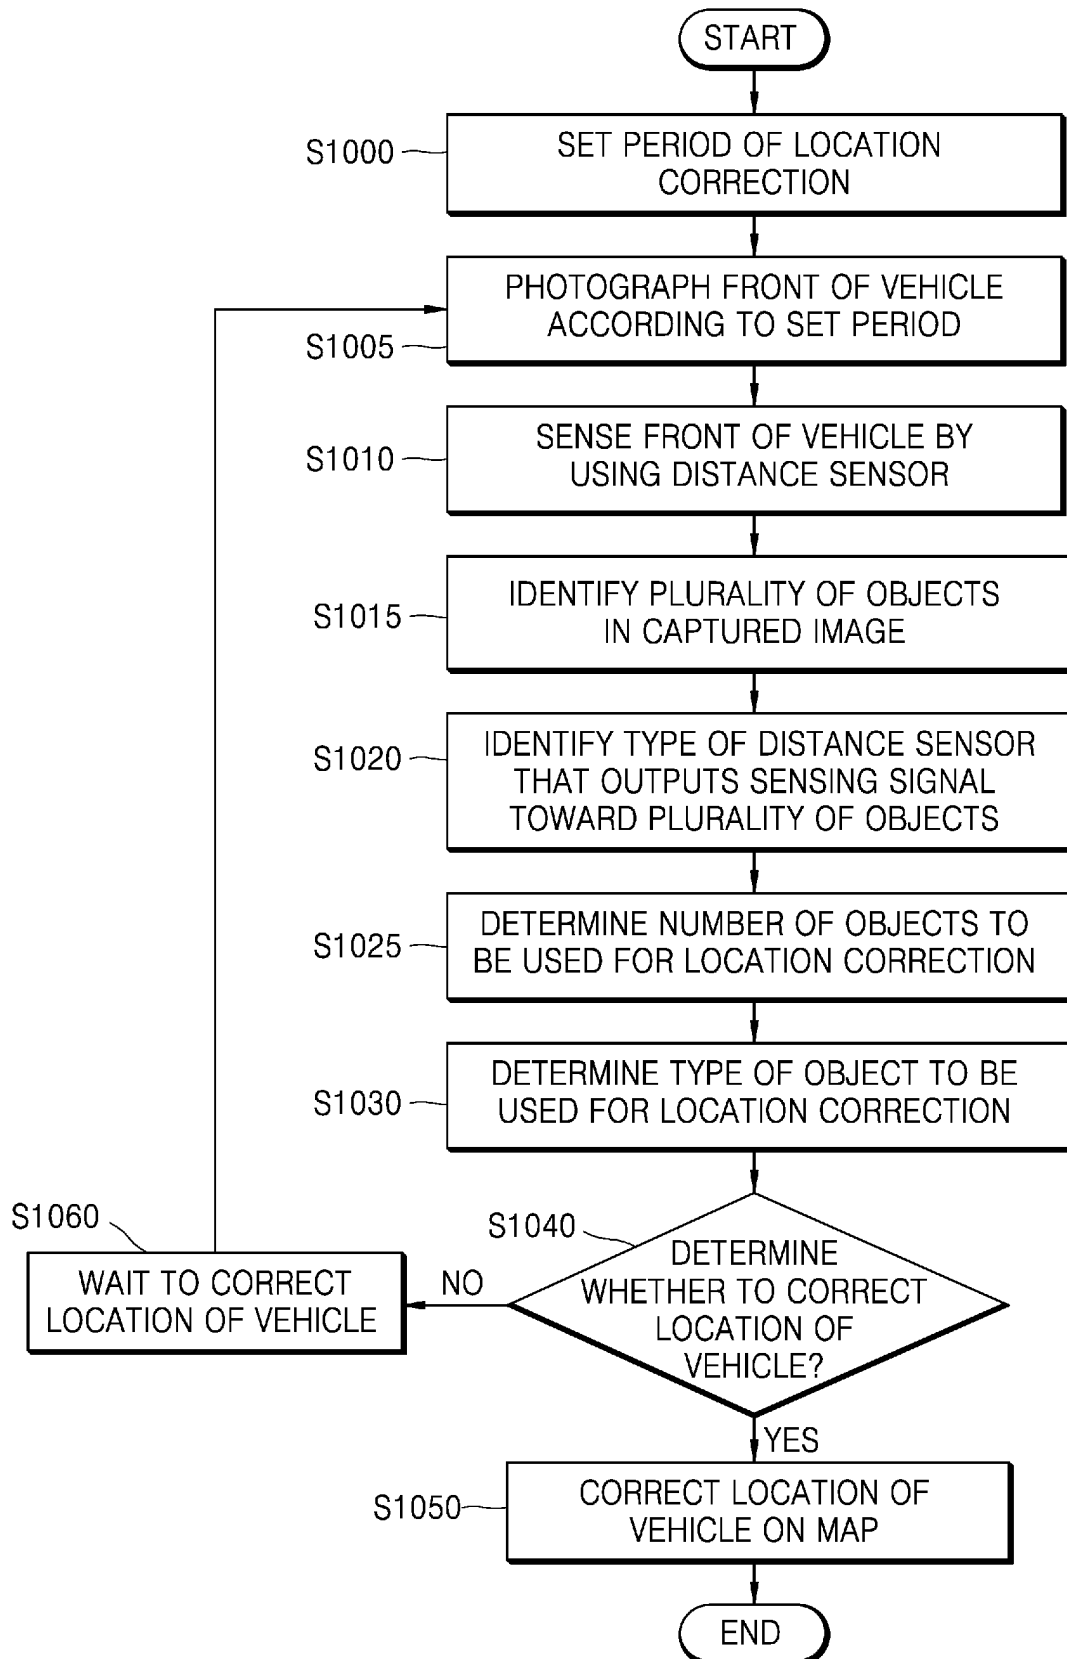 START
S1000
SET PERIOD OF LOCATION
CORRECTION
PHOTOGRAPH FRONT OF VEHICLE
ACCORDING TO SET PERIOD
S1005
SENSE FRONT OF VEHICLE BY
USING DISTANCE SENSOR
S1010
IDENTIFY PLURALITY OF OBJECTS
IN CAPTURED IMAGE
S1015
IDENTIFY TYPE OF DISTANCE SENSOR
THAT OUTPUTS SENSING SIGNAL
TOWARD PLURALITY OF OBJECTS
S1020
DETERMINE NUMBER OF OBJECTS TO
BE USED FOR LOCATION CORRECTION
S1025
DETERMINE TYPE OF OBJECT TO BE
USED FOR LOCATION CORRECTION
S1030
S1040
DETERMINE
WHETHER TO CORRECT
LOCATION OF
VEHICLE?
NO
S1060
WAIT TO CORRECT
LOCATION OF VEHICLE
YES
S1050
CORRECT LOCATION OF
VEHICLE ON MAP
END